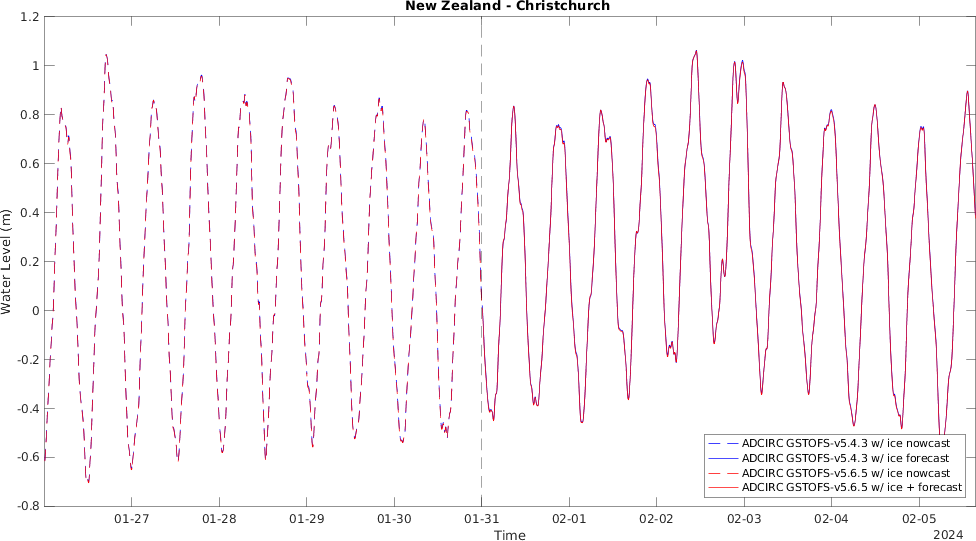 New Zealand - Christchurch
1.2
1
0.8
0.6
0.4
0.2
0
-0.2
-0.4
-0.6
-0.8
Water Level (m)
ADCIRC GSTOFS-v5.4.3 w/ ice nowcast
ADCIRC GSTOFS-v5.4.3 w/ ice forecast
ADCIRC GSTOFS-v5.6.5 w/ ice nowcast
ADCIRC GSTOFS-v5.6.5 w/ ice + forecast
01-27 01-28 01-29 01-30 01-31 02-01 02-02 02-03 02-04 02-05
Time
2024